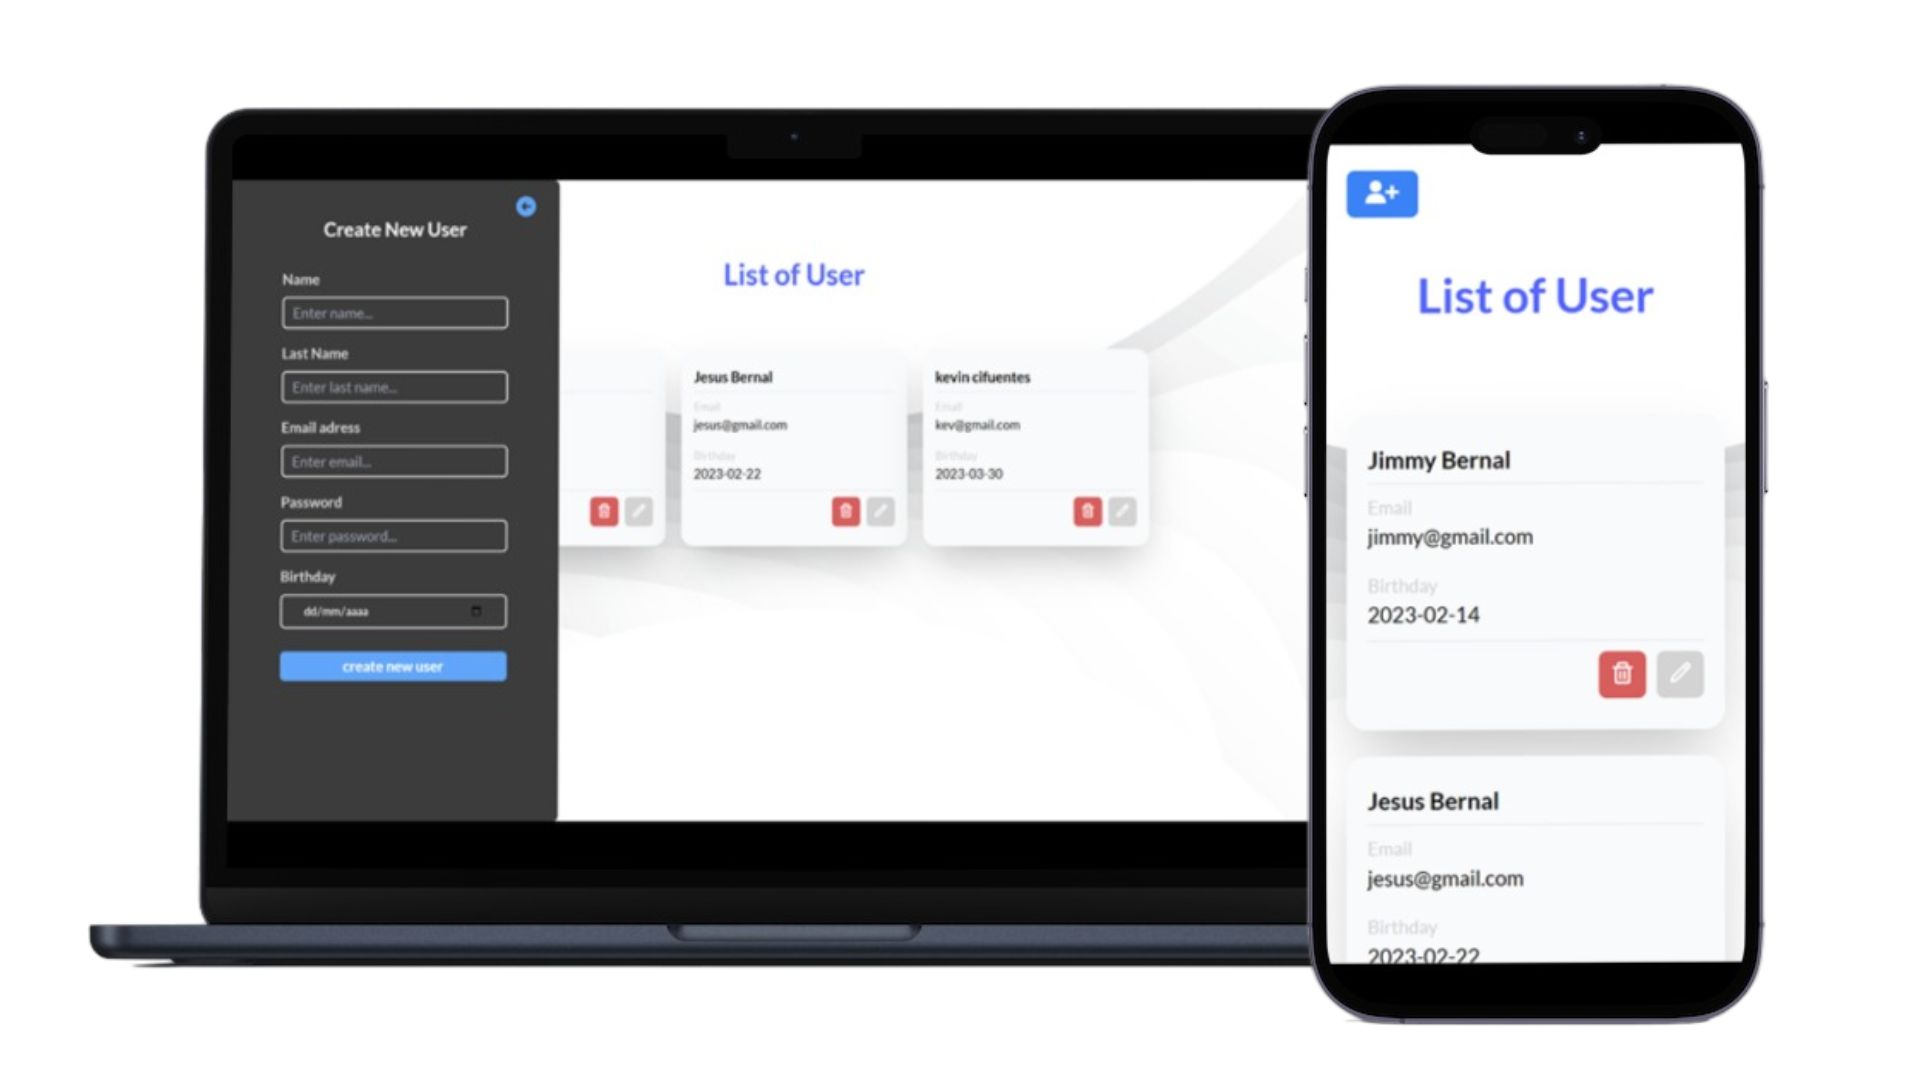 Create New User
Name
Enter name...
Last Name
Enter last name...
Email adress
Enter email...
Password
Enter password...
Birthday
dd/mm/aaaa
create new user
List of User
Jesus Bernal
Email
jesus@gmail.com
Birthday
2023-02-22
kevin cifuentes
Email
kev@gmail.com
Birthday
2023-03-30
List of User
Jimmy Bernal
Email
jimmy@gmail.com
Birthday
2023-02-14
Jesus Bernal
Email
jesus@gmail.com
Birthday
2023-02-22